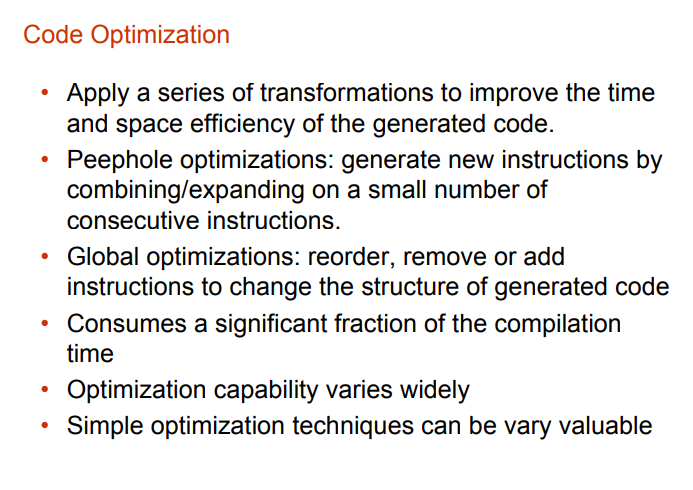 Code Optimization
• Apply a series of transformations to improve the time
and space efficiency of the generated code.
• Peephole optimizations: generate new instructions by
combining/expanding on a small number of
consecutive instructions.
• Global optimizations: reorder, remove or add
instructions to change the structure of generated code
• Consumes a significant fraction of the compilation
time
• Optimization capability varies widely
• Simple optimization techniques can be vary valuable